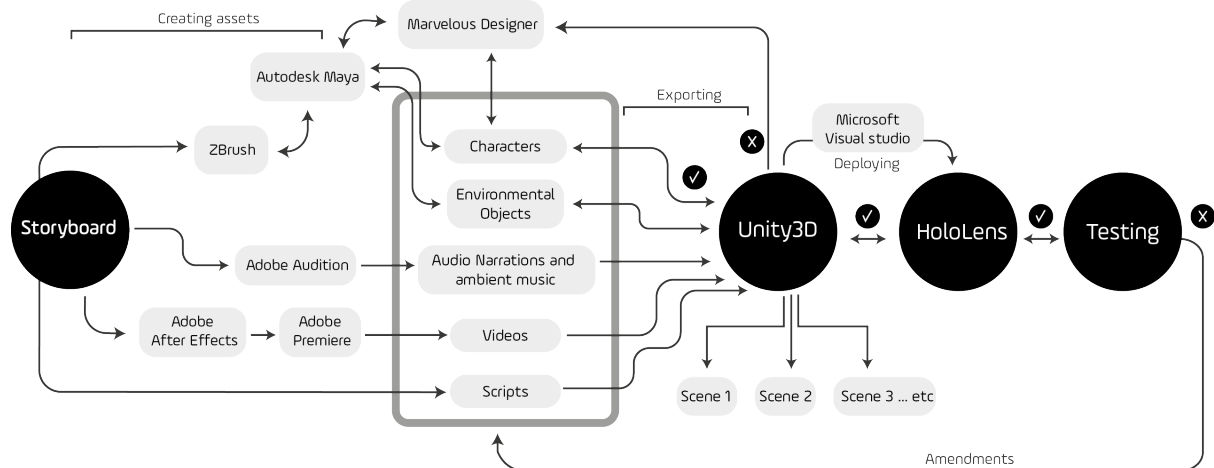 Creating assets
Marvelous Designer
Autodesk Maya
Exporting
ZBrush
Characters
Microsoft
Visual studio
Deploying
X
✓
Environmental
Objects
Storyboard
Unity3D
✓
HoloLens
✓
Testing
X
Adobe Audition
Audio Narrations and
ambient music
Adobe
After Effects
Adobe
Premiere
Videos
Scripts
Scene 1
Scene 2
Scene 3 ... etc
Amendments